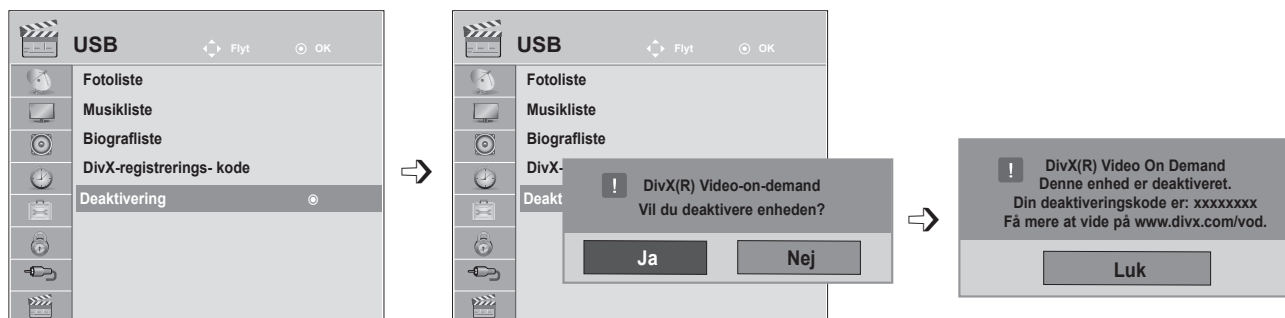 USB Flyt OK
Fotoliste
Musikliste
Biografliste
DivX-registrerings- kode
Deaktivering
USB Flyt OK
Fotoliste
Musikliste
Biografliste
DivX-
Deakt
! DivX(R) Video-on-demand
Vil du deaktivere enheden?
Ja Nej
! DivX(R) Video On Demand
Denne enhed er deaktiveret.
Din deaktiveringskode er: xxxxxxxx
Få mere at vide på www.divx.com/vod.
Luk